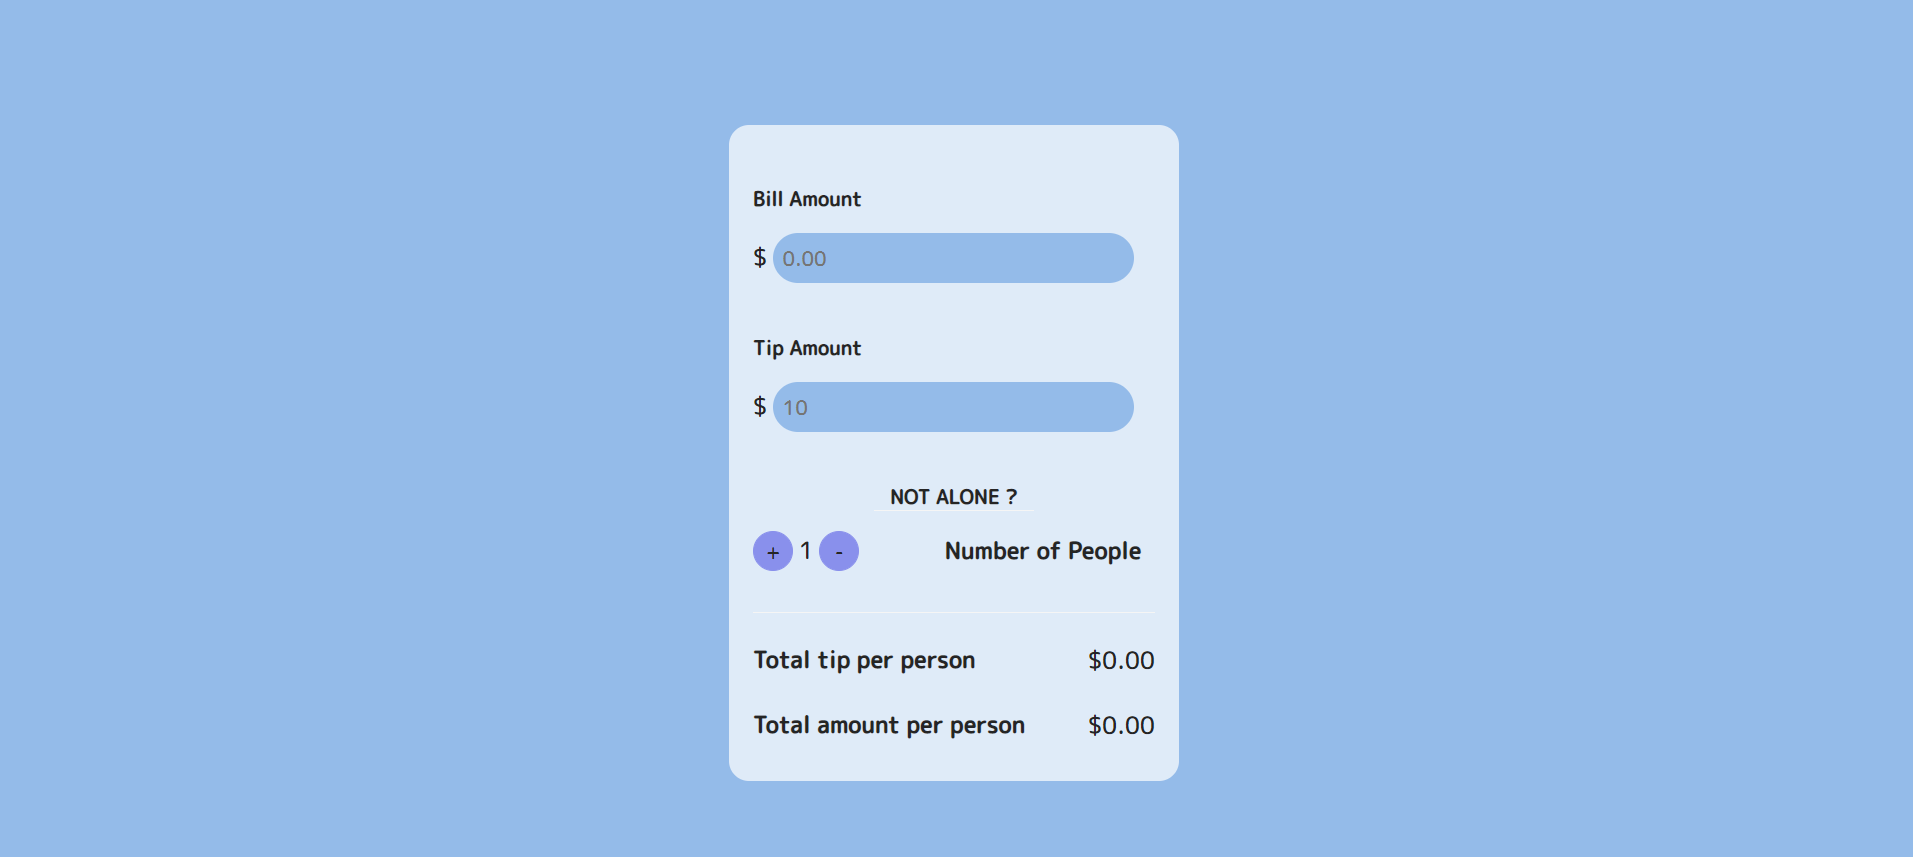 Bill Amount
$ 0.00
Tip Amount
$ 10
NOT ALONE ?
+ 1 - Number of People
Total tip per person $0.00
Total amount per person $0.00